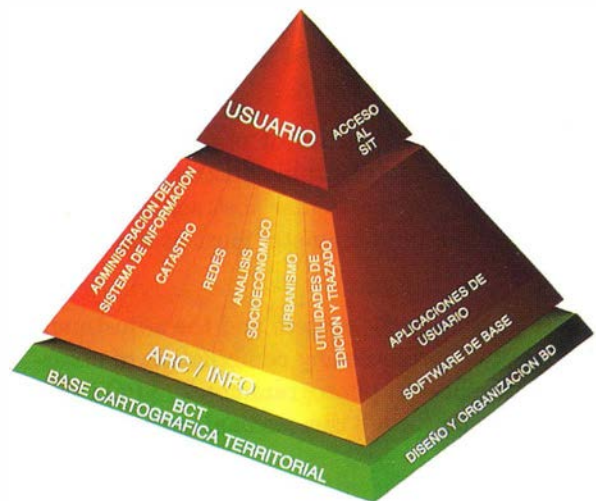 USUARIO
ACCESO
AL
SIT
ADMINISTRACION DEL
SISTEMA DE INFORMACION
CATASTRO
REDES
ANALISIS
SOCIOECONOMICO
URBANISMO
UTILIDADES DE
EDICION Y TRAZADO
APLICACIONES DE
USUARIO
ARC / INFO
SOFTWARE DE BASE
BCT
BASE CARTOGRAFICA TERRITORIAL
DISEÑO Y ORGANIZACION BD